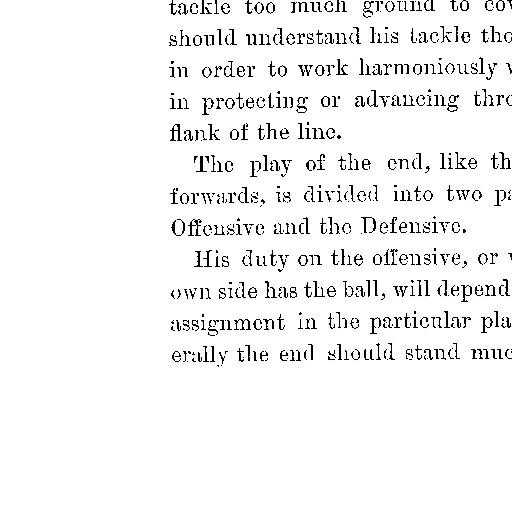 tackle too much ground to cov
should understand his tackle tho
in order to work harmoniously w
in protecting or advancing thro
flank of the line.
The play of the end, like th
forwards, is divided into two pa
Offensive and the Defensive.
His duty on the offensive, or
own side has the ball, will depend
assignment in the particular pla
erally the end should stand muc